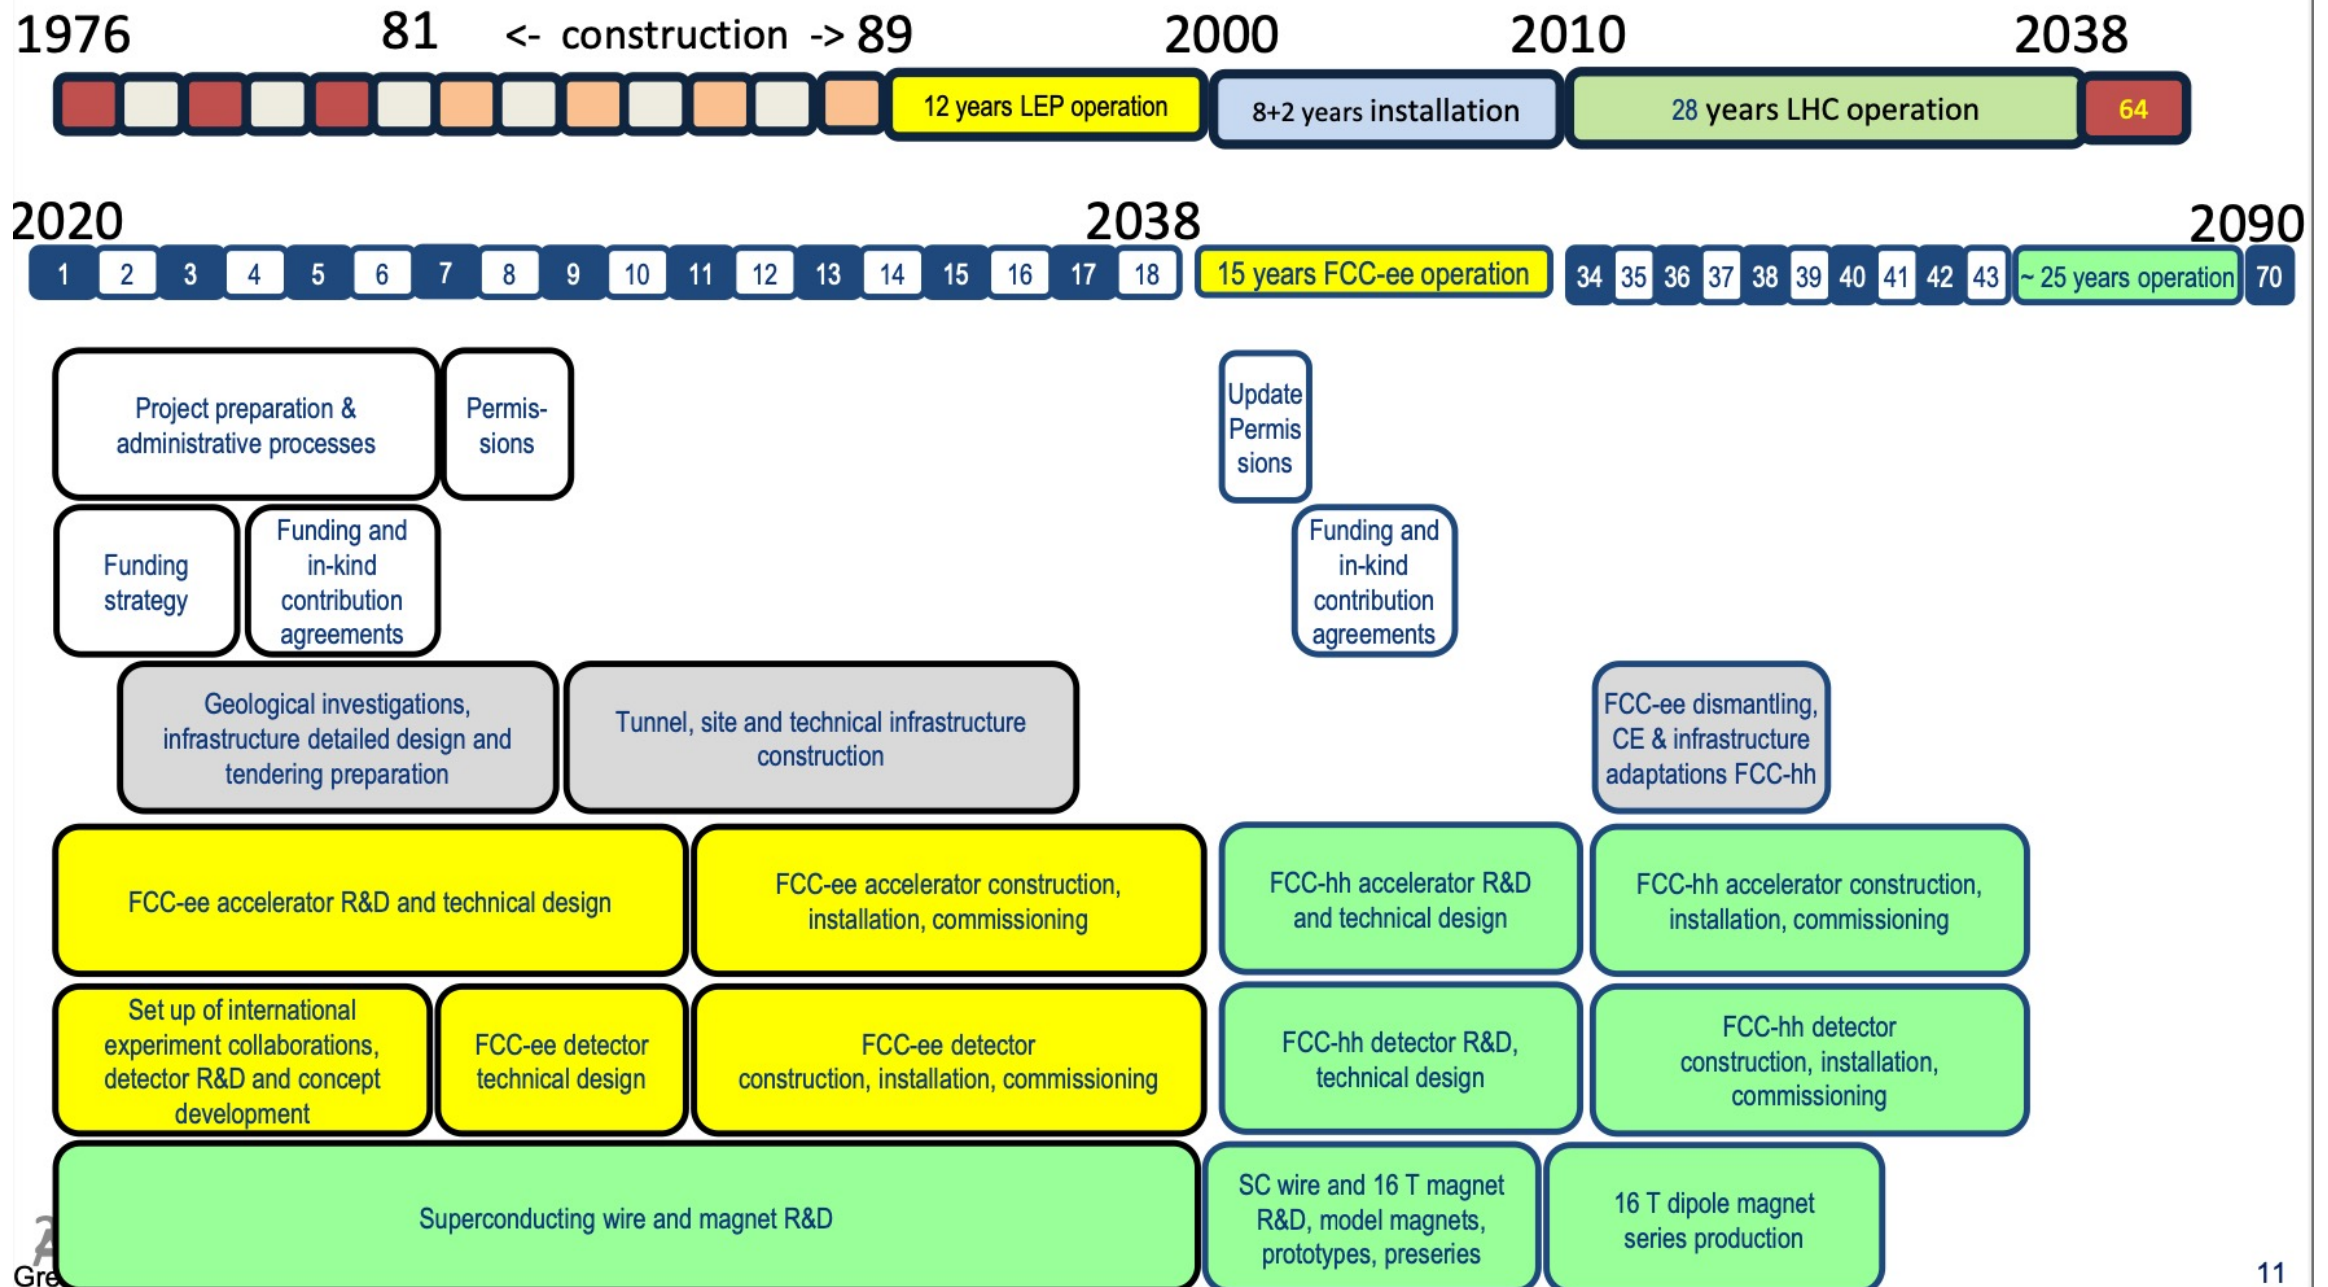 1976 81 <- construction -> 89 2000 2010 2038
12 years LEP operation
8+2 years installation
28 years LHC operation
64
2020 2038 2090
1 2 3 4 5 6 7 8 9 10 11 12 13 14 15 16 17 18 15 years FCC-ee operation 34 35 36 37 38 39 40 41 42 43 ~ 25 years operation 70
Project preparation &
administrative processes
Permis-
sions
Update
Permis
sions
Funding
strategy
Funding and
in-kind
contribution
agreements
Funding and
in-kind
contribution
agreements
Geological investigations,
infrastructure detailed design and
tendering preparation
Tunnel, site and technical infrastructure
construction
FCC-ee dismantling,
CE & infrastructure
adaptations FCC-hh
FCC-ee accelerator R&D and technical design
FCC-ee accelerator construction,
installation, commissioning
FCC-hh accelerator R&D
and technical design
FCC-hh accelerator construction,
installation, commissioning
Set up of international
experiment collaborations,
detector R&D and concept
development
FCC-ee detector
technical design
FCC-ee detector
construction, installation, commissioning
FCC-hh detector R&D,
technical design
FCC-hh detector
construction, installation,
commissioning
Superconducting wire and magnet R&D
SC wire and 16 T magnet
R&D, model magnets,
prototypes, preseries
16 T dipole magnet
series production
Gre
11